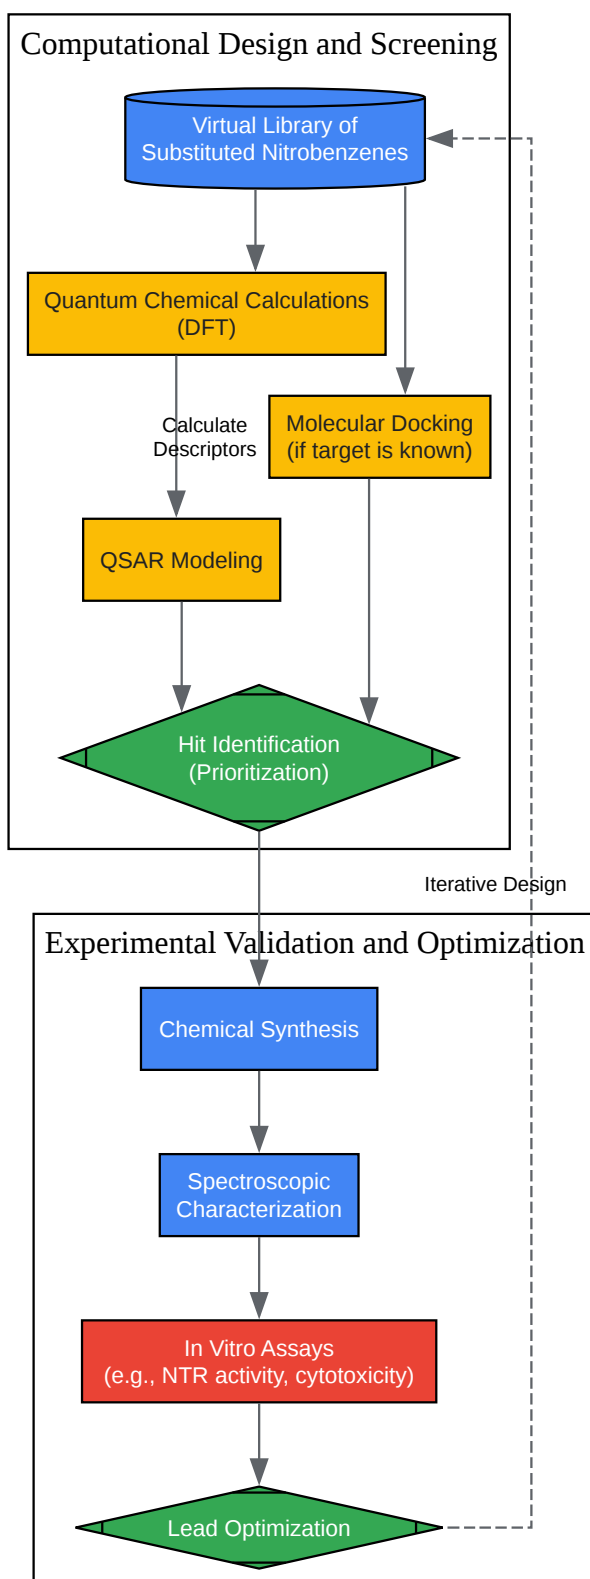 Computational Design and Screening
Virtual Library of
Substituted Nitrobenzenes
Quantum Chemical Calculations
(DFT)
Calculate
Descriptors
Molecular Docking
(if target is known)
QSAR Modeling
Hit Identification
(Prioritization)
Iterative Design
Experimental Validation and Optimization
Chemical Synthesis
Spectroscopic
Characterization
In Vitro Assays
(e.g., NTR activity, cytotoxicity)
Lead Optimization